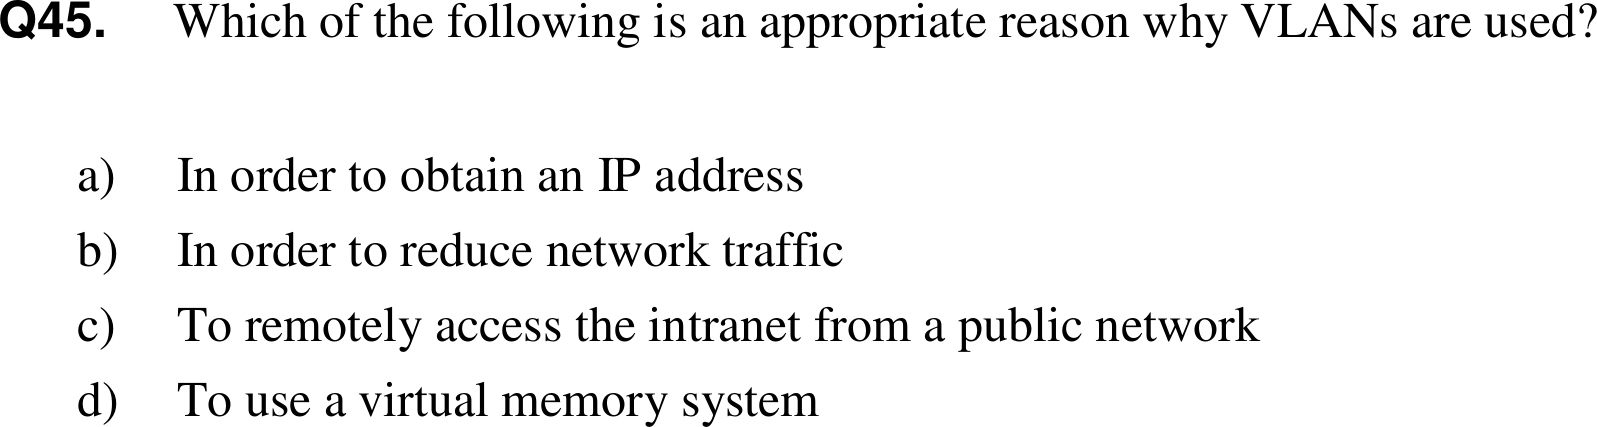 Q45. Which of the following is an appropriate reason why VLANs are used?
a) In order to obtain an IP address
b) In order to reduce network traffic
c) To remotely access the intranet from a public network
d) To use a virtual memory system